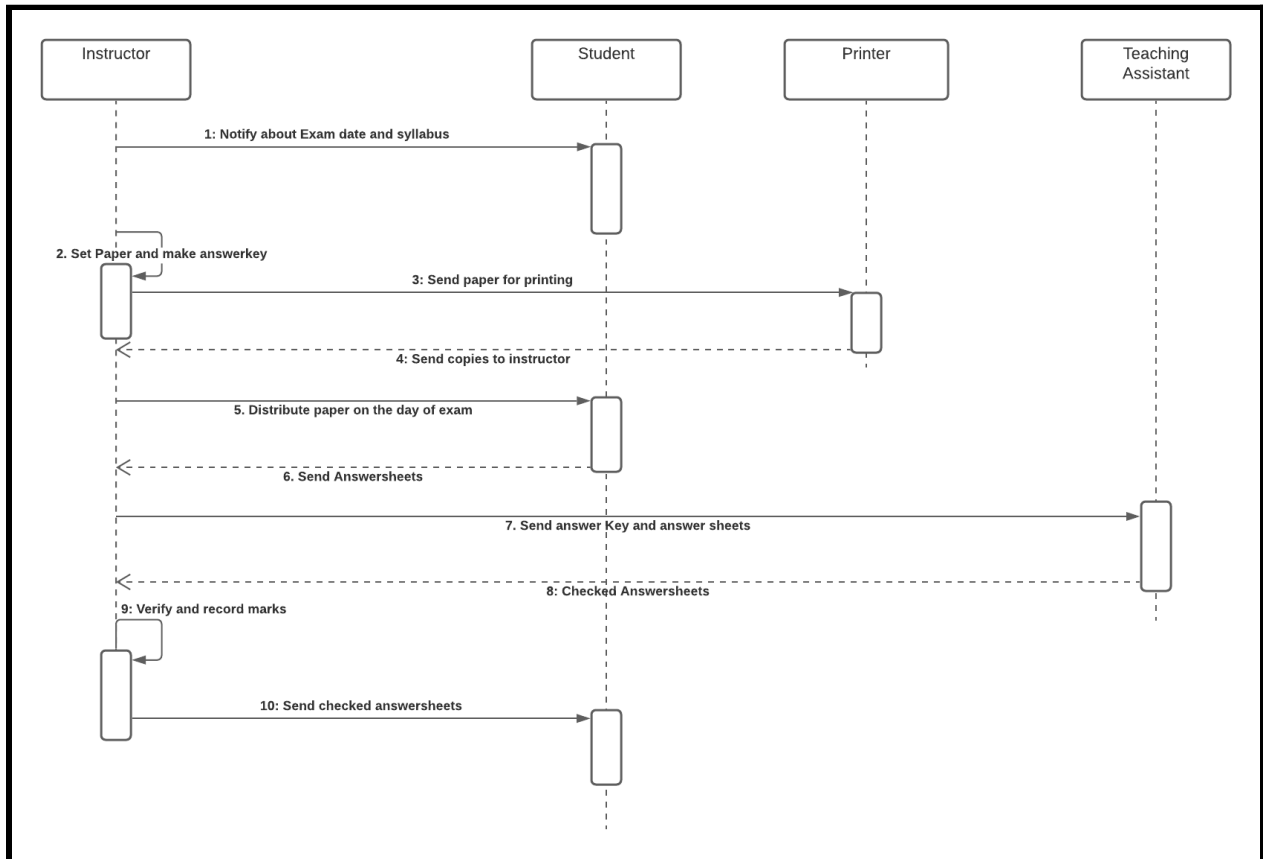 Instructor
Student
Printer
Teaching
Assistant
1: Notify about Exam date and syllabus
2. Set Paper and make answerkey
3: Send paper for printing
4: Send copies to instructor
5. Distribute paper on the day of exam
6. Send Answersheets
7. Send answer Key and answer sheets
8: Checked Answersheets
9: Verify and record marks
10: Send checked answersheets